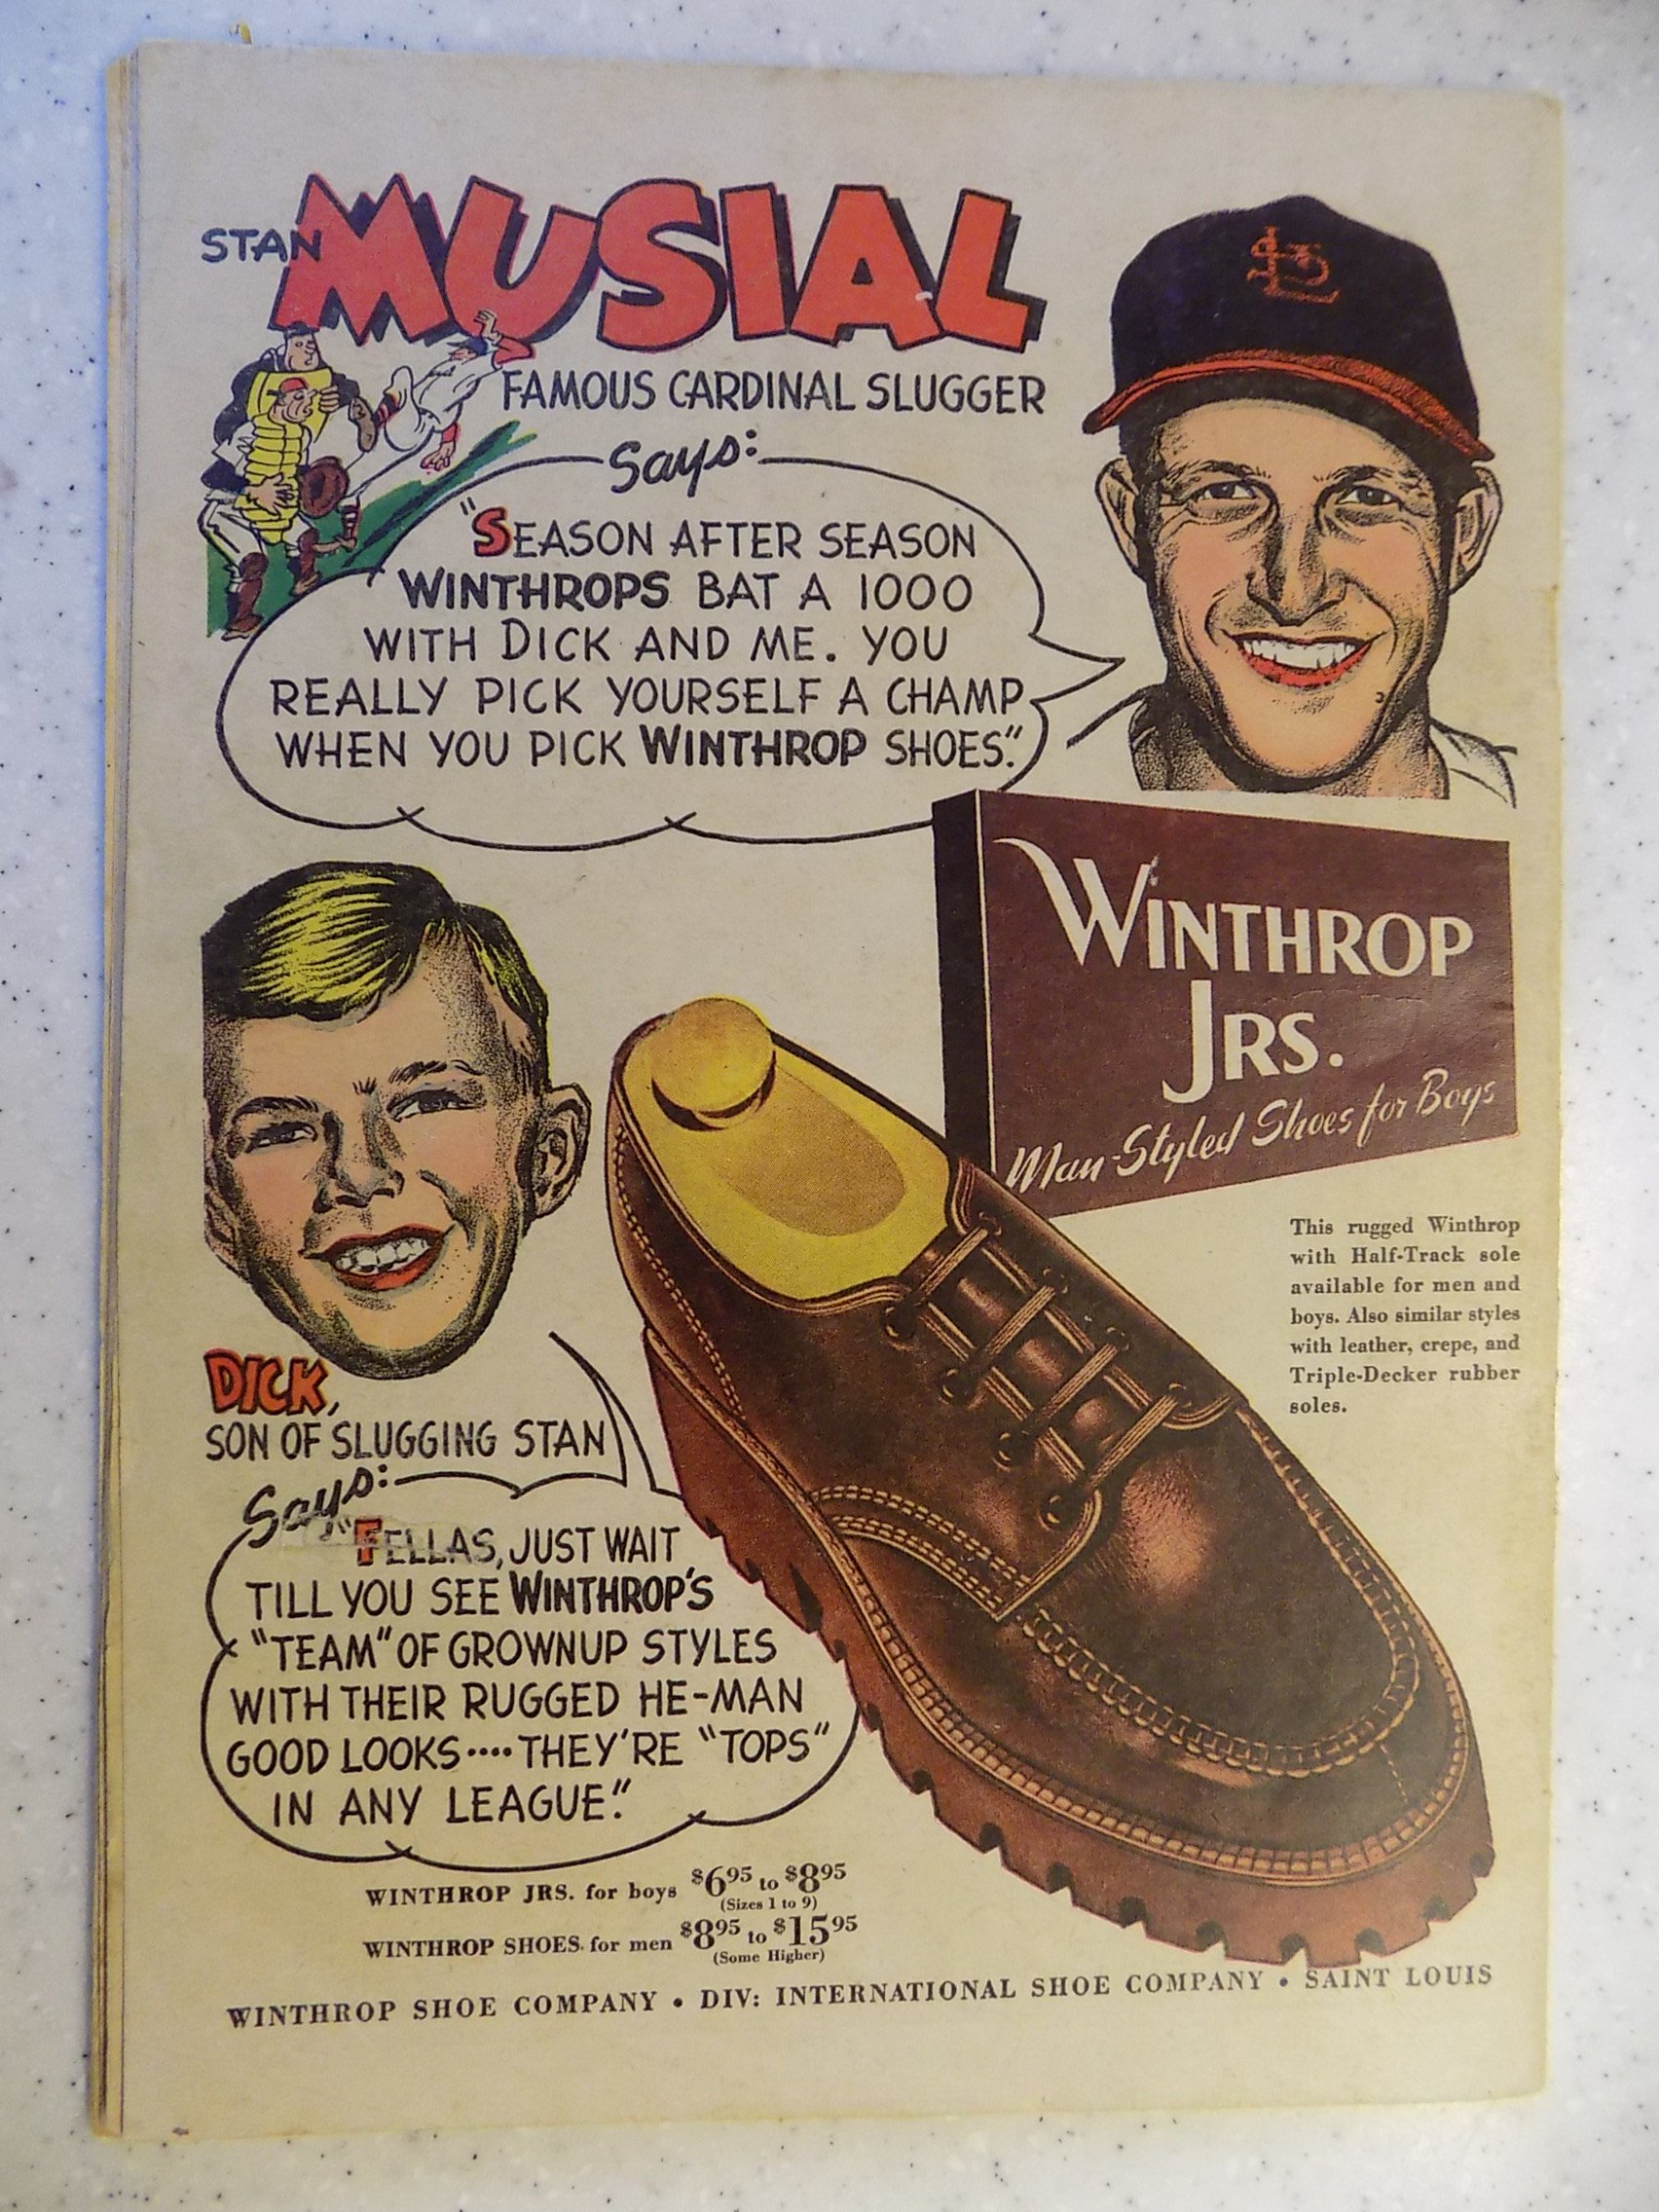 STAN MUSIAL
FAMOUS CARDINAL SLUGGER
Says:
"SEASON AFTER SEASON
WINTHROPS BAT A 1000
WITH DICK AND ME. YOU
REALLY PICK YOURSELF A CHAMP
WHEN YOU PICK WINTHROP SHOES."
STL
WINTHROP
JRS.
Man-Styled Shoes for Boys
This rugged Winthrop
with Half-Track sole
available for men and
boys. Also similar styles
with leather, crepe, and
Triple-Decker rubber
soles.
DICK,
SON OF SLUGGING STAN
Says:
"FELLAS, JUST WAIT
TILL YOU SEE WINTHROP'S
"TEAM" OF GROWNUP STYLES
WITH THEIR RUGGED HE-MAN
GOOD LOOKS....THEY'RE "TOPS"
IN ANY LEAGUE."
WINTHROP JRS. for boys $6.95 to $8.95
(Sizes 1 to 9)
WINTHROP SHOES for men $8.95 to $15.95
(Some Higher)
WINTHROP SHOE COMPANY • DIV: INTERNATIONAL SHOE COMPANY • SAINT LOUIS